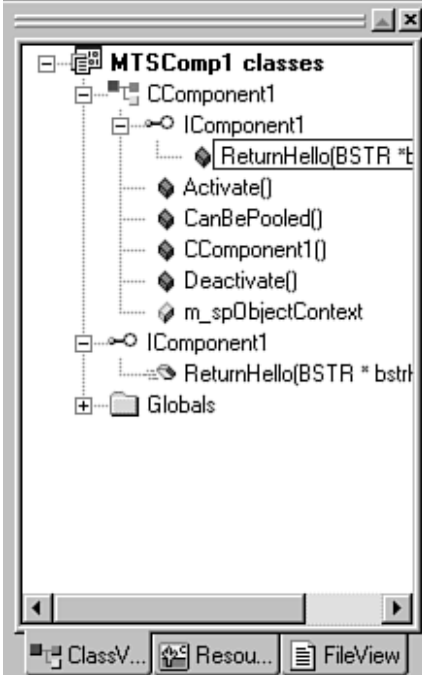 MTSComp1 classes
CComponent1
IComponent1
ReturnHello(BSTR *b
Activate()
CanBePooled()
CComponent1()
Deactivate()
m_spObjectContext
IComponent1
ReturnHello(BSTR * bstrH
Globals
ClassV... Resou... FileView